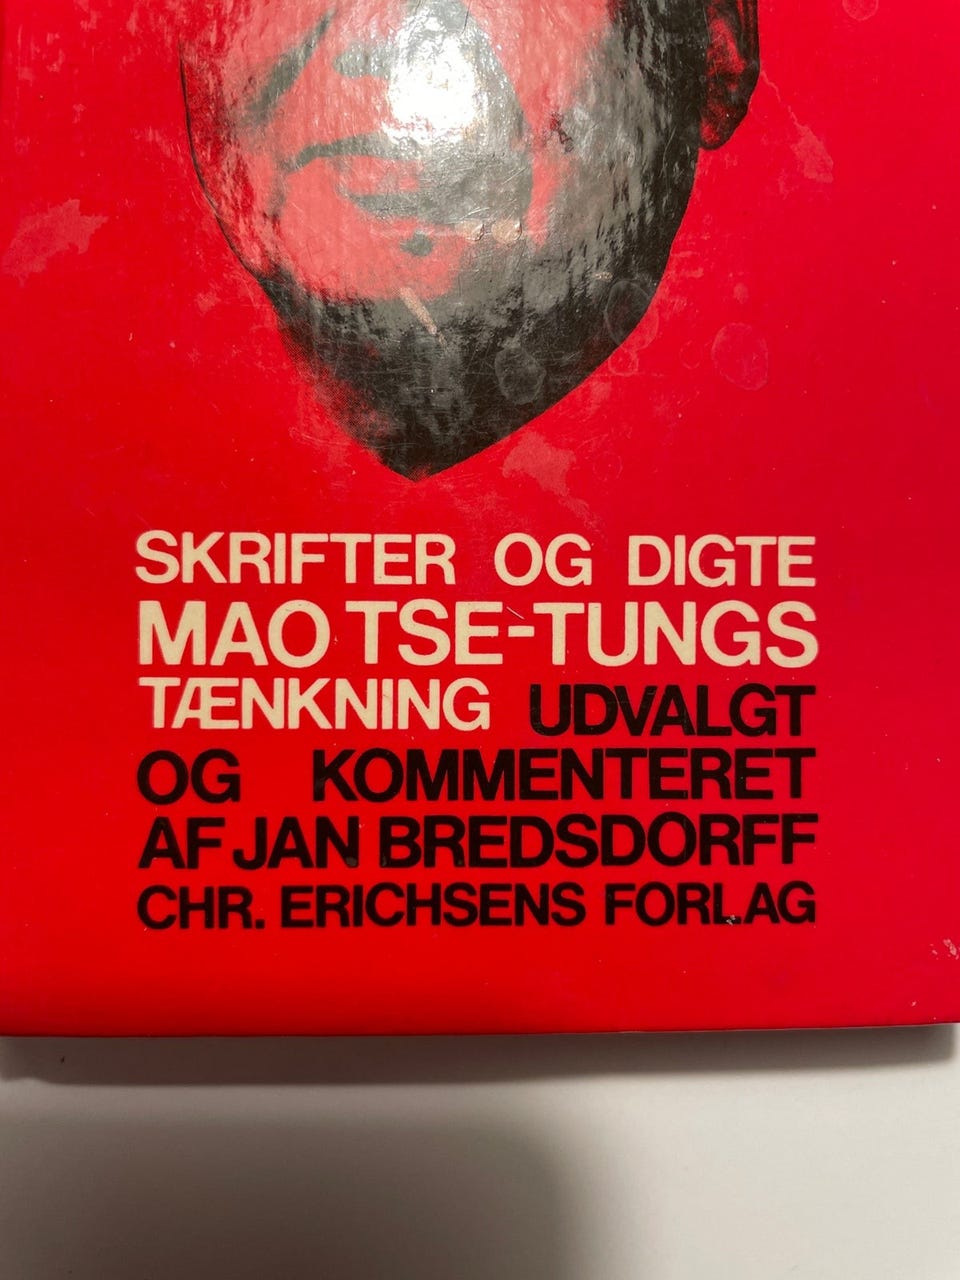 SKRIFTER OG DIGTE
MAO TSE-TUNGS
TÆNKNING UDVALGT
OG KOMMENTERET
AF JAN BREDSDORFF
CHR. ERICHSENS FORLAG